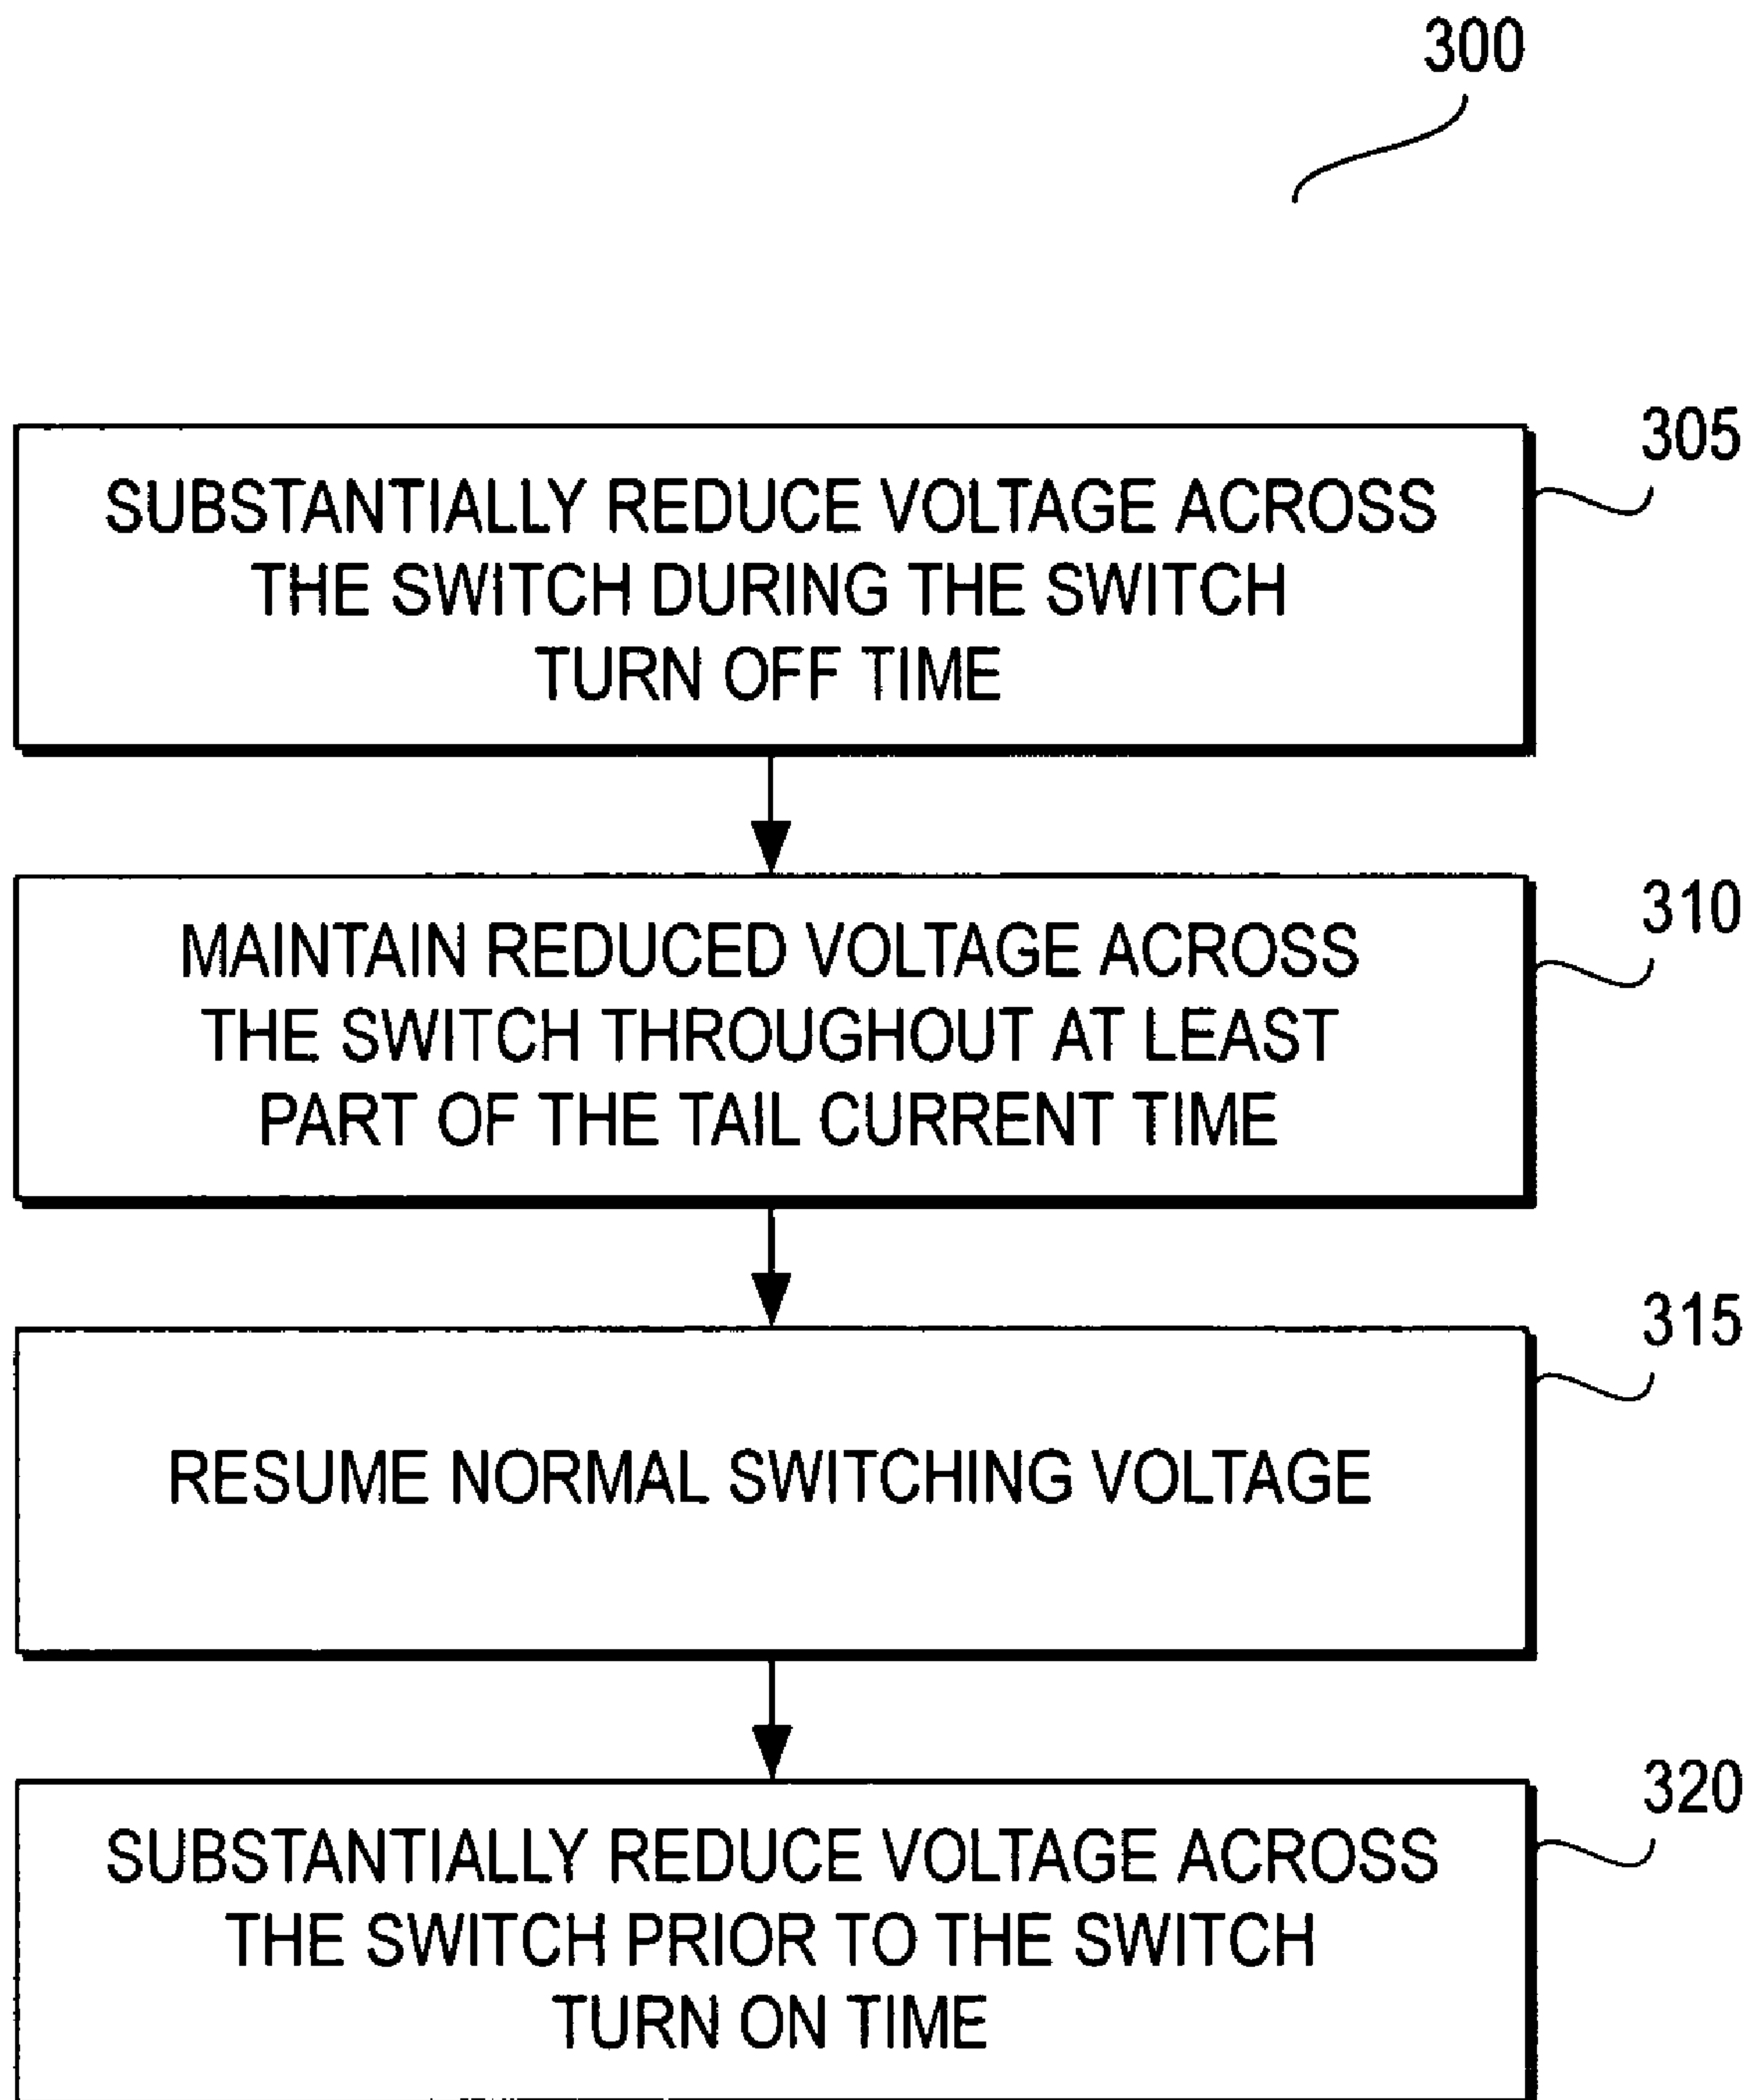 300
305
SUBSTANTIALLY REDUCE VOLTAGE ACROSS
THE SWITCH DURING THE SWITCH
TURN OFF TIME
310
MAINTAIN REDUCED VOLTAGE ACROSS
THE SWITCH THROUGHOUT AT LEAST
PART OF THE TAIL CURRENT TIME
315
RESUME NORMAL SWITCHING VOLTAGE
320
SUBSTANTIALLY REDUCE VOLTAGE ACROSS
THE SWITCH PRIOR TO THE SWITCH
TURN ON TIME